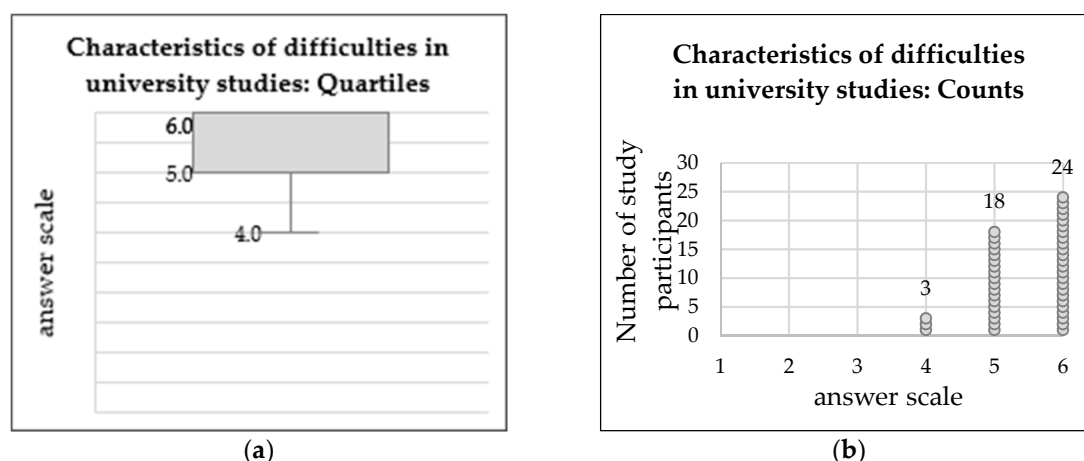 Characteristics of difficulties in
university studies: Quartiles
6.0
5.0
4.0
answer scale
(a)
Characteristics of difficulties
in university studies: Counts
Number of study
participants
30
25
20
15
10
5
0
3
18
24
1 2 3 4 5 6
answer scale
(b)